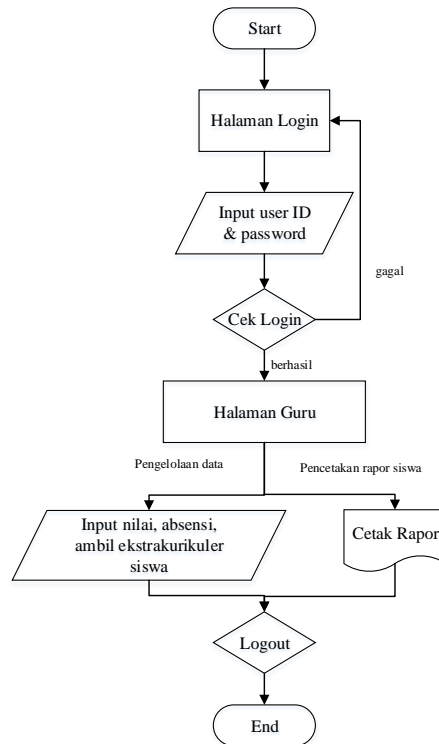 Start
Halaman Login
Input user ID
& password
gagal
Cek Login
berhasil
Halaman Guru
Pengelolaan data
Pencetakan rapor siswa
Input nilai, absensi,
ambil ekstrakurikuler
siswa
Cetak Rapor
Logout
End